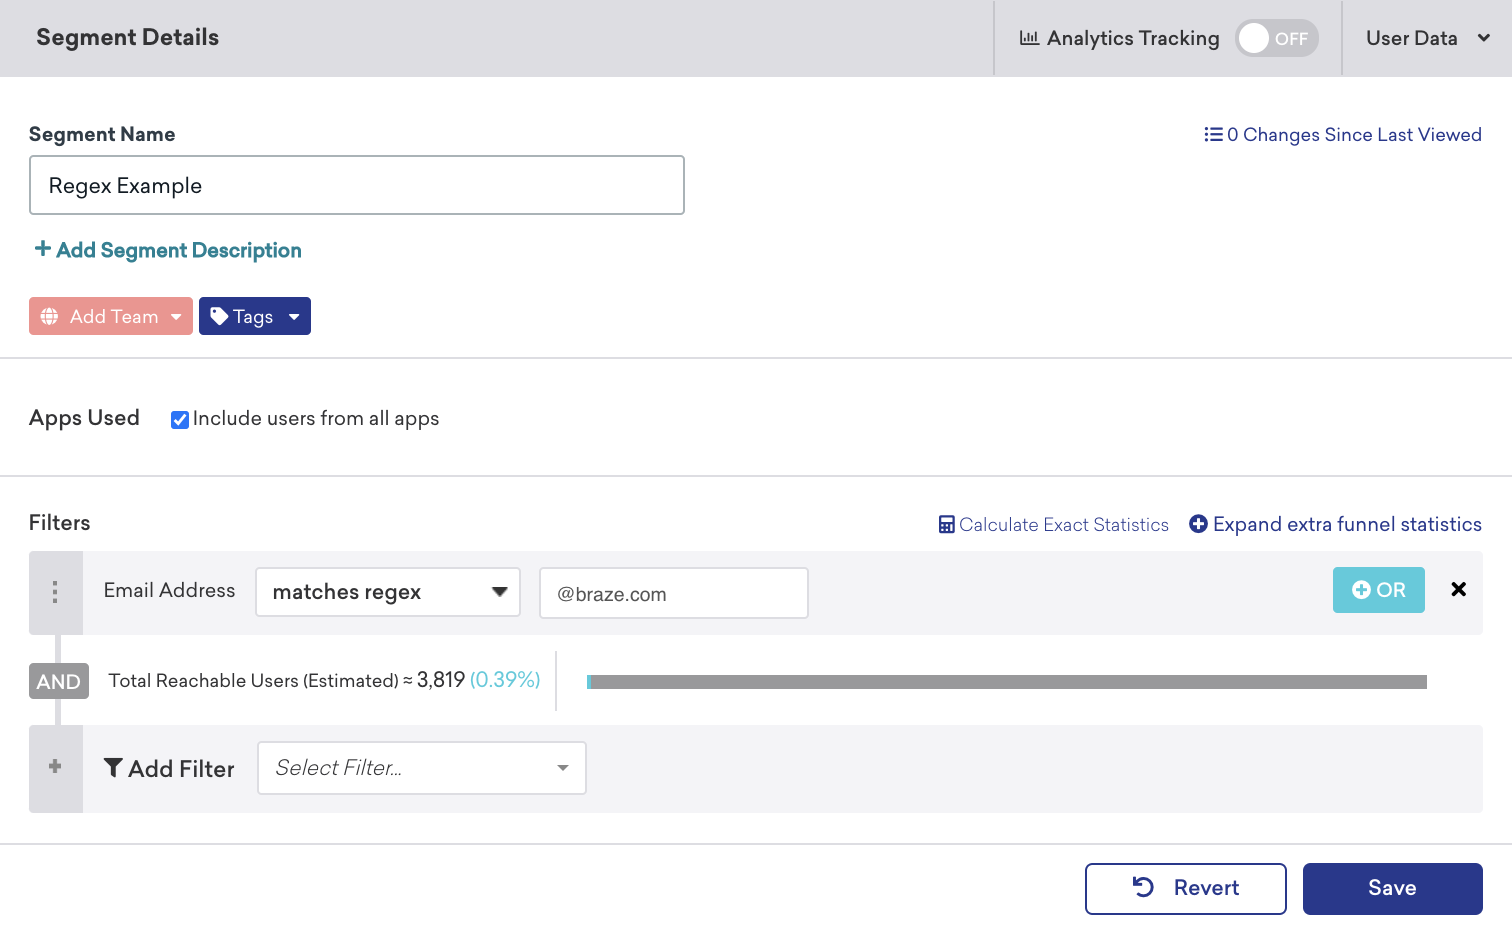 Segment Details
Analytics Tracking OFF User Data
Segment Name
0 Changes Since Last Viewed
Regex Example
+ Add Segment Description
Add Team Tags
Apps Used Include users from all apps
Filters
Calculate Exact Statistics Expand extra funnel statistics
Email Address matches regex @braze.com OR
AND Total Reachable Users (Estimated) ≈ 3,819 (0.39%)
+ Add Filter Select Filter...
Revert Save